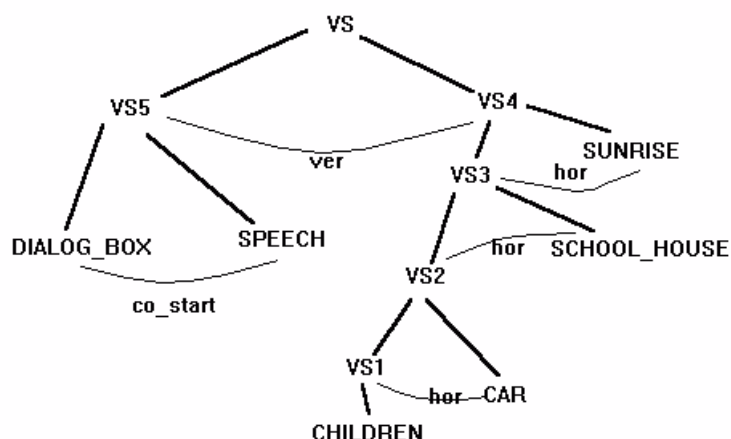 VS
VS5
VS4
ver
SUNRISE
VS3
hor
DIALOG_BOX
SPEECH
hor
SCHOOL_HOUSE
co_start
VS2
VS1
hor
CAR
CHILDREN